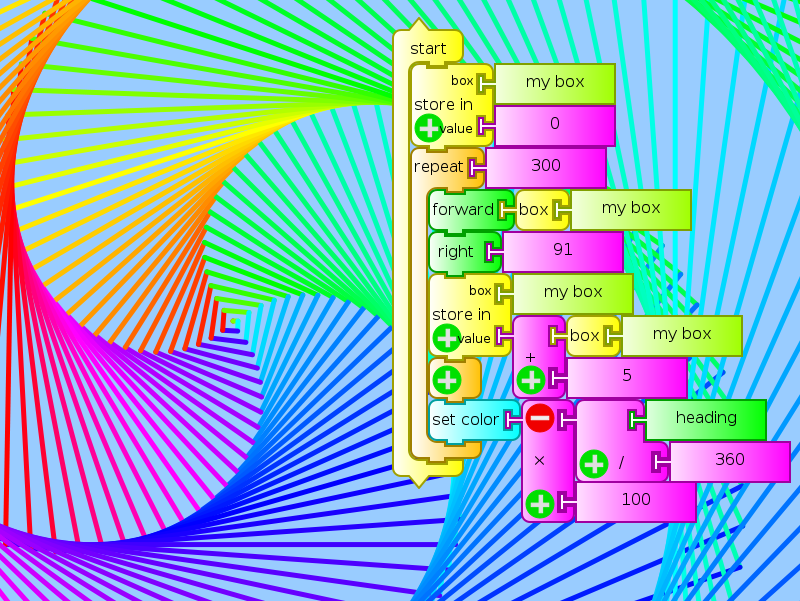 start
box my box
store in
value 0
repeat 300
forward box my box
right 91
box my box
store in
value + box my box
5
set color heading
× / 360
100